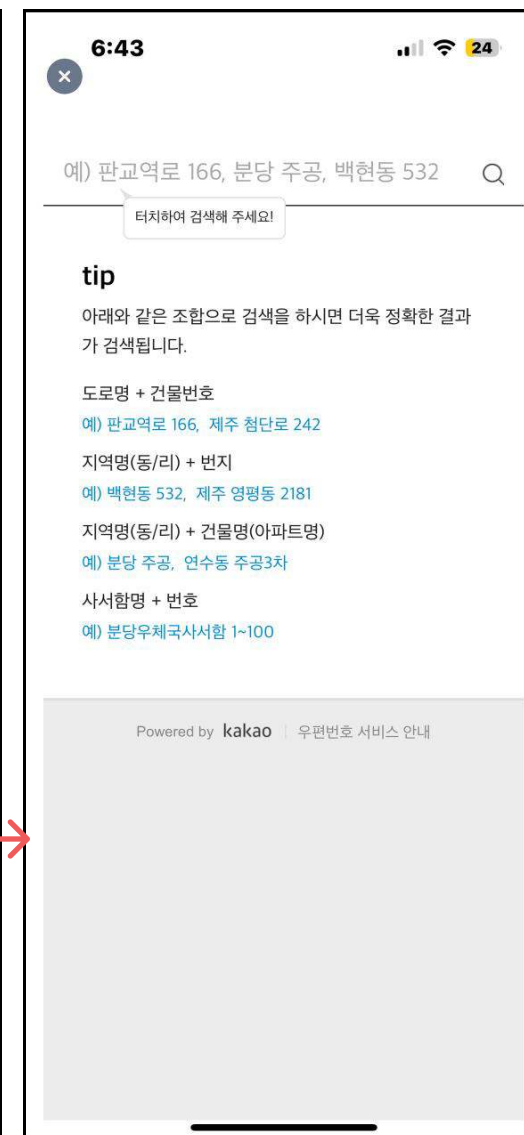 6:43
24
예) 판교역로 166, 분당 주공, 백현동 532
터치하여 검색해 주세요!
tip
아래와 같은 조합으로 검색을 하시면 더욱 정확한 결과
가 검색됩니다.
도로명 + 건물번호
예) 판교역로 166, 제주 첨단로 242
지역명(동/리) + 번지
예) 백현동 532, 제주 영평동 2181
지역명(동/리) + 건물명(아파트명)
예) 분당 주공, 연수동 주공3차
사서함명 + 번호
예) 분당우체국사서함 1~100
Powered by kakao 우편번호 서비스 안내